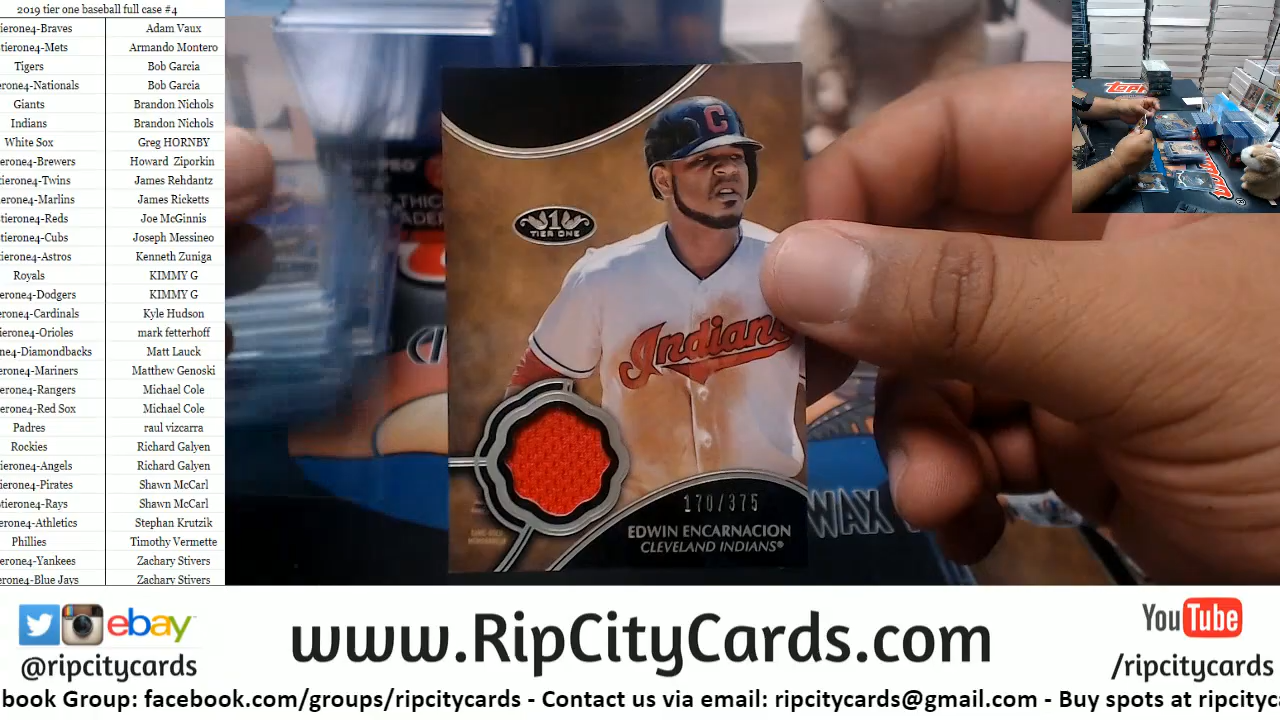 2019 tier one baseball full case #4
tierone4-Braves Adam Vaux
tierone4-Mets Armando Montero
Tigers Bob Garcia
erone4-Nationals Bob Garcia
Giants Brandon Nichols
Indians Brandon Nichols
White Sox Greg HORNBY
erone4-Brewers Howard Ziporkin
tierone4-Twins James Rehdantz
ierone4-Marlins James Ricketts
tierone4-Reds Joe McGinnis
tierone4-Cubs Joseph Messineo
tierone4-Astros Kenneth Zuniga
Royals KIMMY G
erone4-Dodgers KIMMY G
erone4-Cardinals Kyle Hudson
ierone4-Orioles mark fetterhoff
ne4-Diamondbacks Matt Lauck
erone4-Mariners Matthew Genoski
erone4-Rangers Michael Cole
erone4-Red Sox Michael Cole
Padres raul vizcarra
Rockies Richard Galyen
ierone4-Angels Richard Galyen
ierone4-Pirates Shawn McCarl
tierone4-Rays Shawn McCarl
erone4-Athletics Stephan Krutzik
Phillies Timothy Vermette
erone4-Yankees Zachary Stivers
erone4-Blue Jays Zachary Stivers
C
1
TIER ONE
Indians
170/375
EDWIN ENCARNACION
CLEVELAND INDIANS®
WAX
Topps
ebay
@ripcitycards
www.RipCityCards.com
YouTube
/ripcitycards
book Group: facebook.com/groups/ripcitycards - Contact us via email: ripcitycards@gmail.com - Buy spots at ripcityc